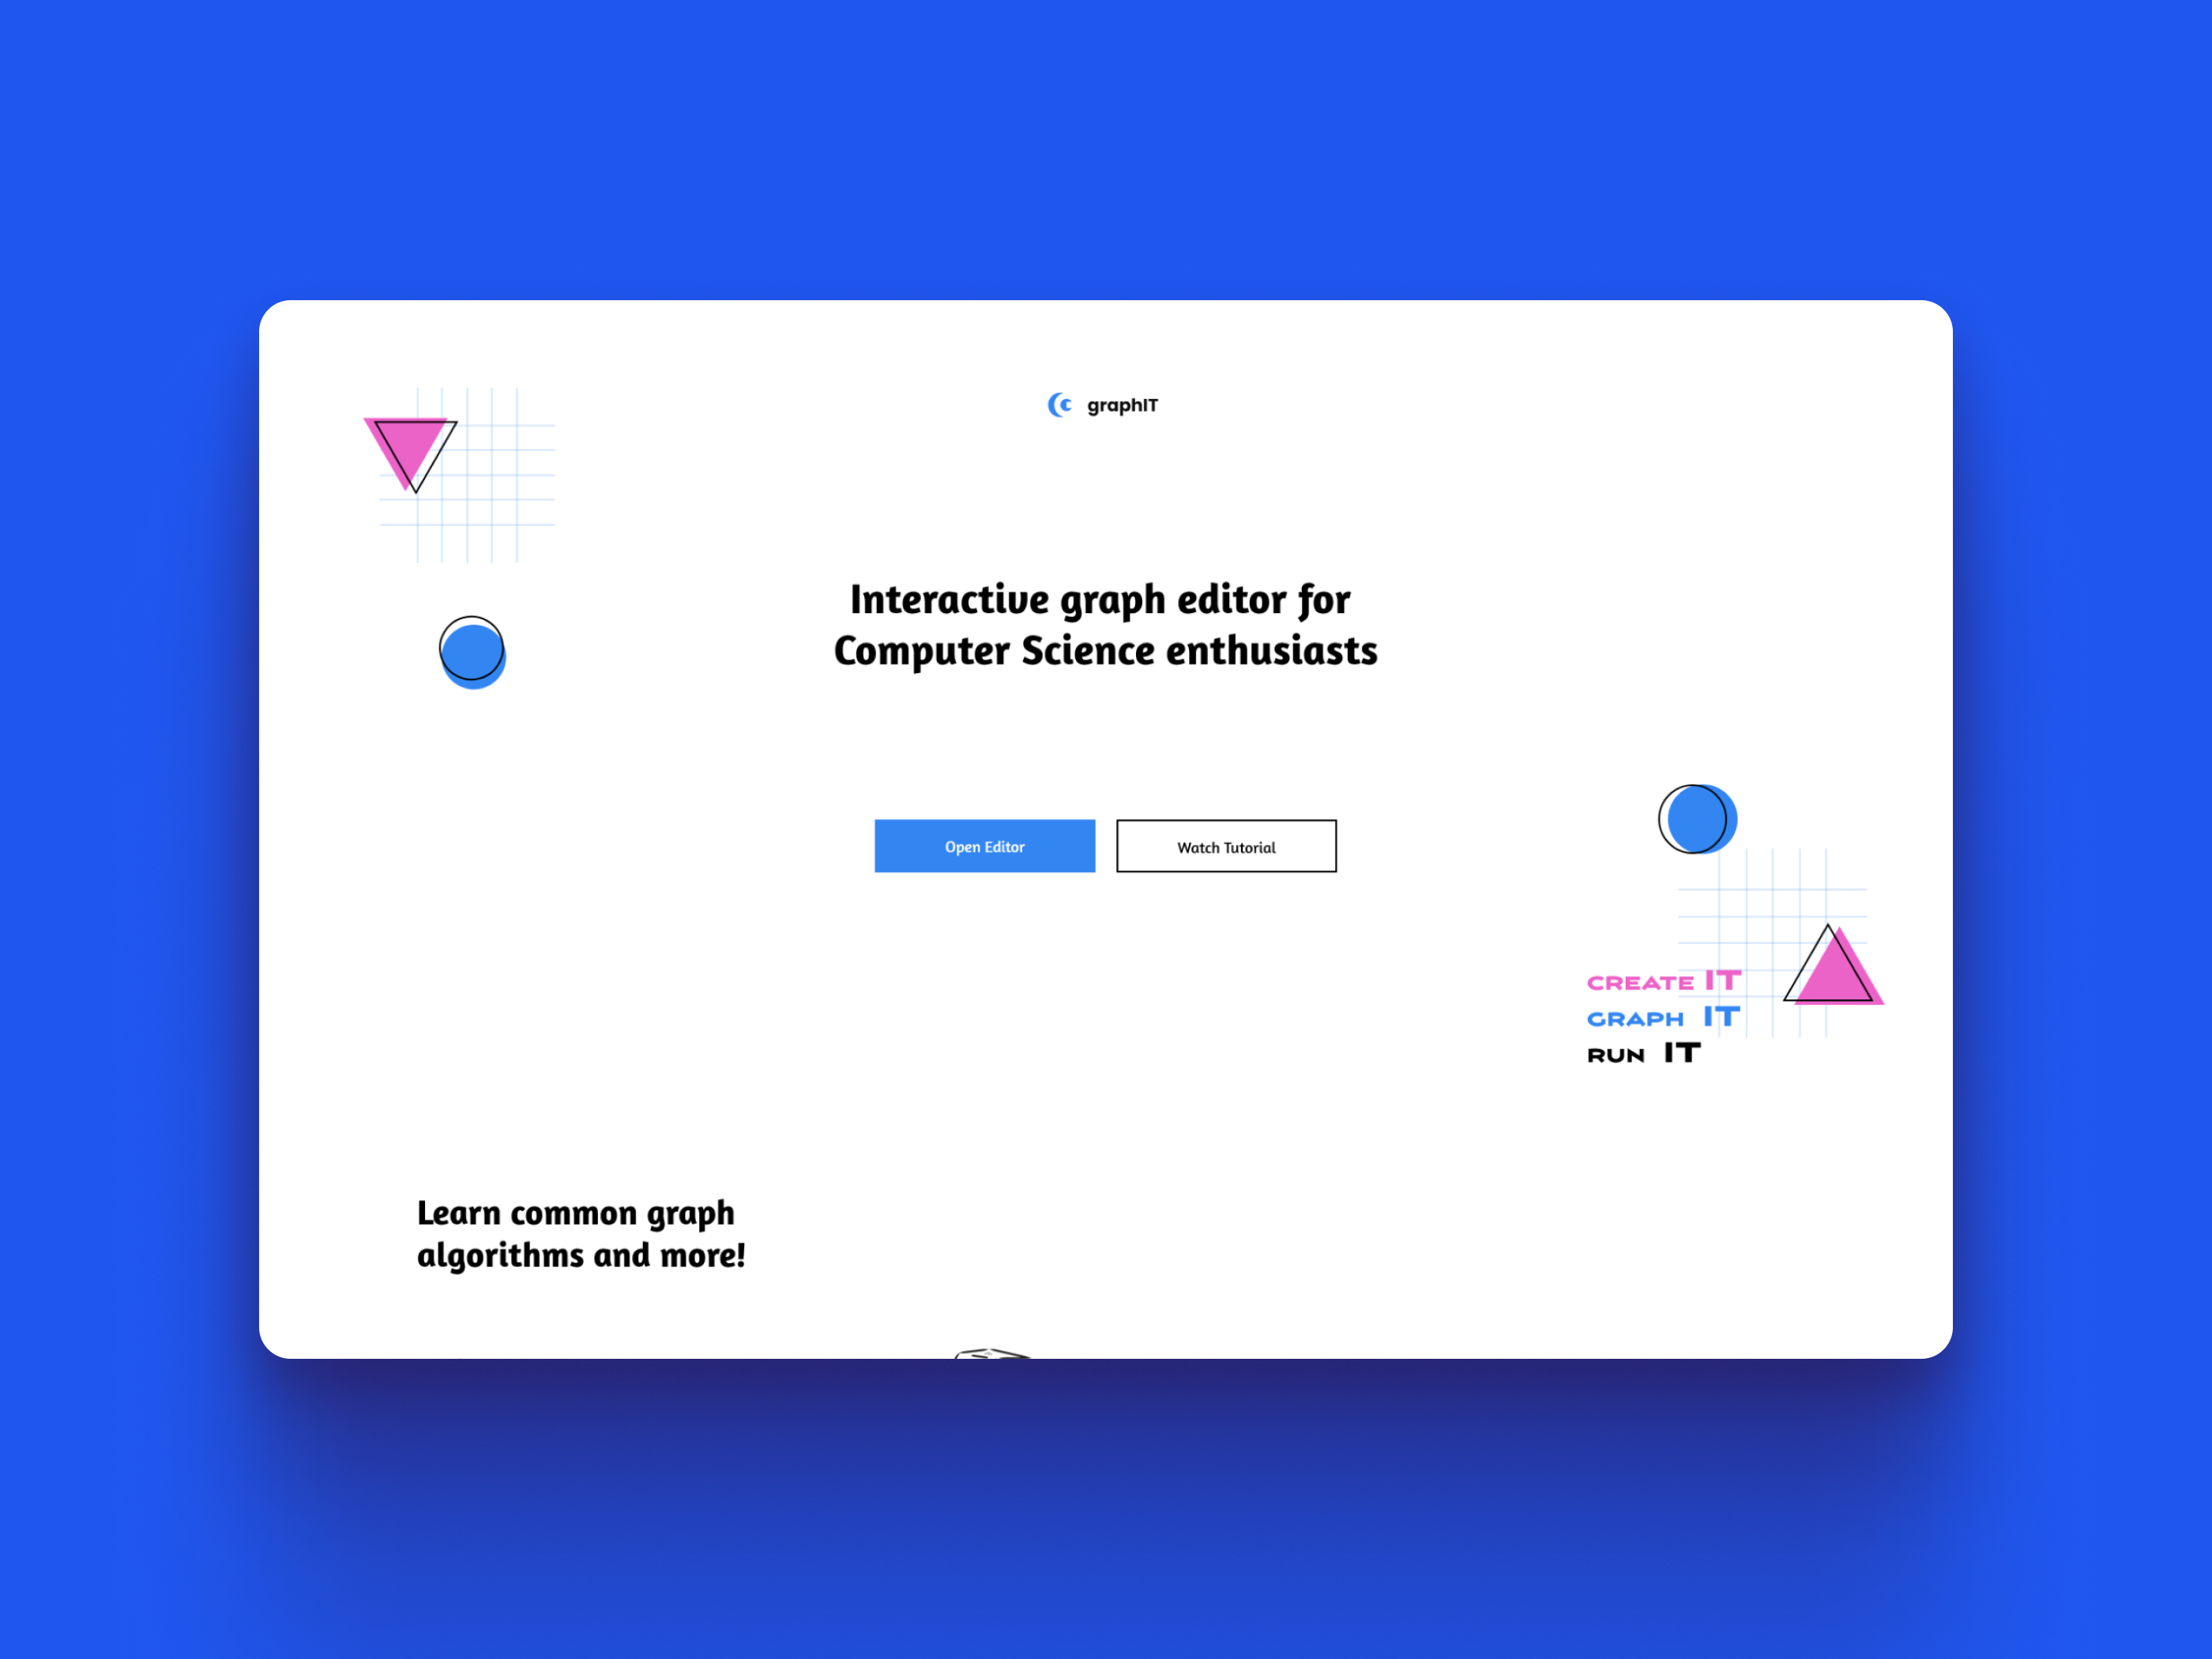 graphIT
Interactive graph editor for
Computer Science enthusiasts
Open Editor
Watch Tutorial
CREATE IT
GRAPH IT
RUN IT
Learn common graph
algorithms and more!